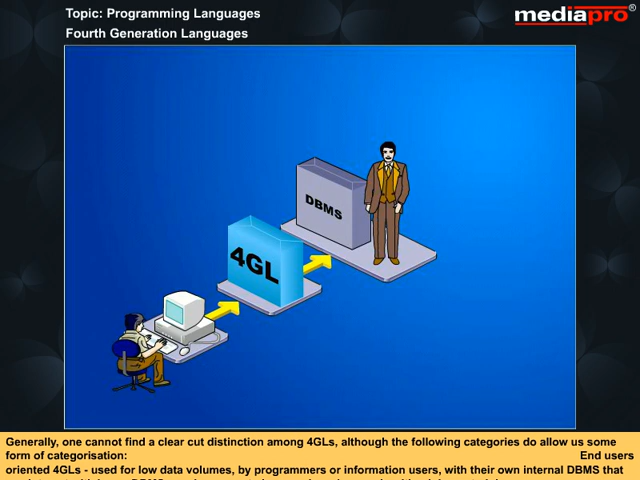 Topic: Programming Languages
mediapro®
Fourth Generation Languages
DBMS
4GL
Generally, one cannot find a clear cut distinction among 4GLs, although the following categories do allow us some
form of categorisation: End users
oriented 4GLs - used for low data volumes, by programmers or information users, with their own internal DBMS that